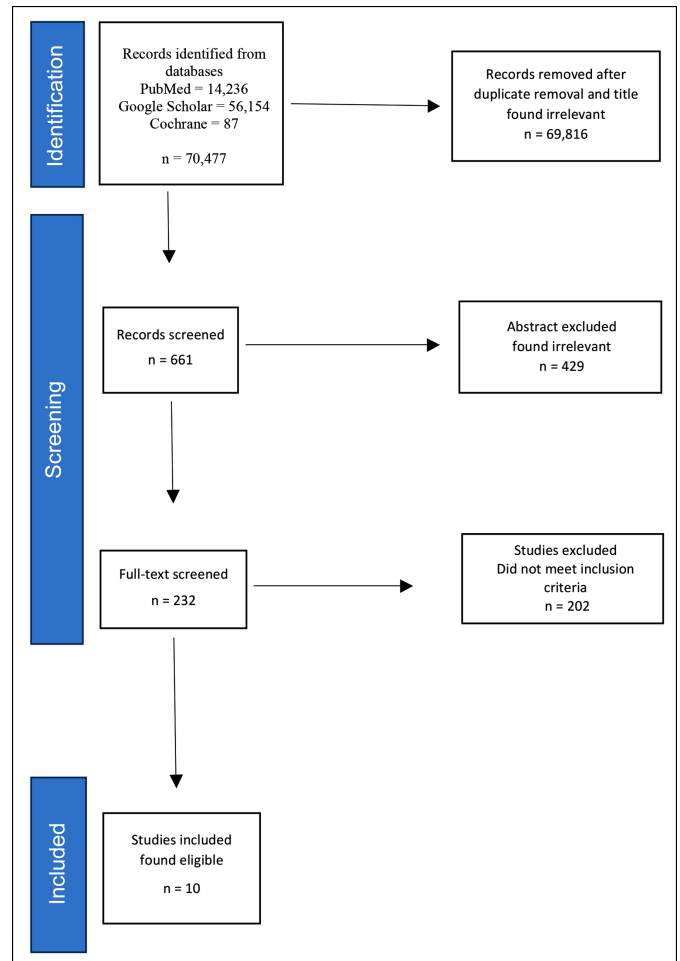 Identification
Records identified from
databases
PubMed = 14,236
Google Scholar = 56,154
Cochrane = 87
n = 70,477
Records removed after
duplicate removal and title
found irrelevant
n = 69,816
Screening
Records screened
n = 661
Abstract excluded
found irrelevant
n = 429
Full-text screened
n = 232
Studies excluded
Did not meet inclusion
criteria
n = 202
Included
Studies included
found eligible
n = 10